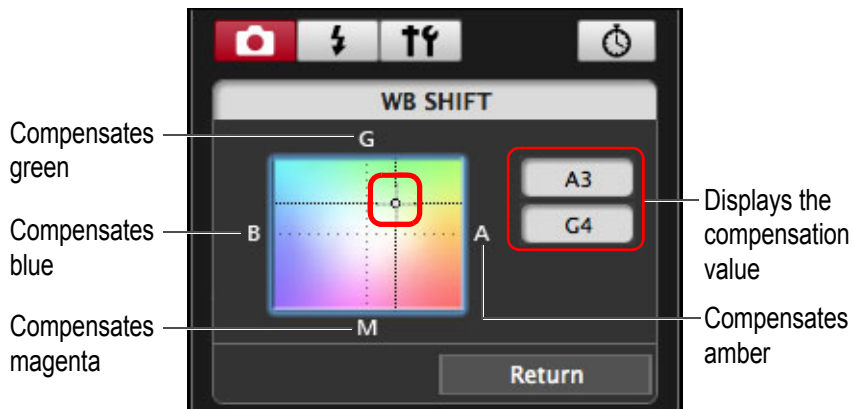 WB SHIFT
Compensates
green
G
A3
Compensates
blue
B
A
G4
Displays the
compensation
value
Compensates
magenta
M
Compensates
amber
Return